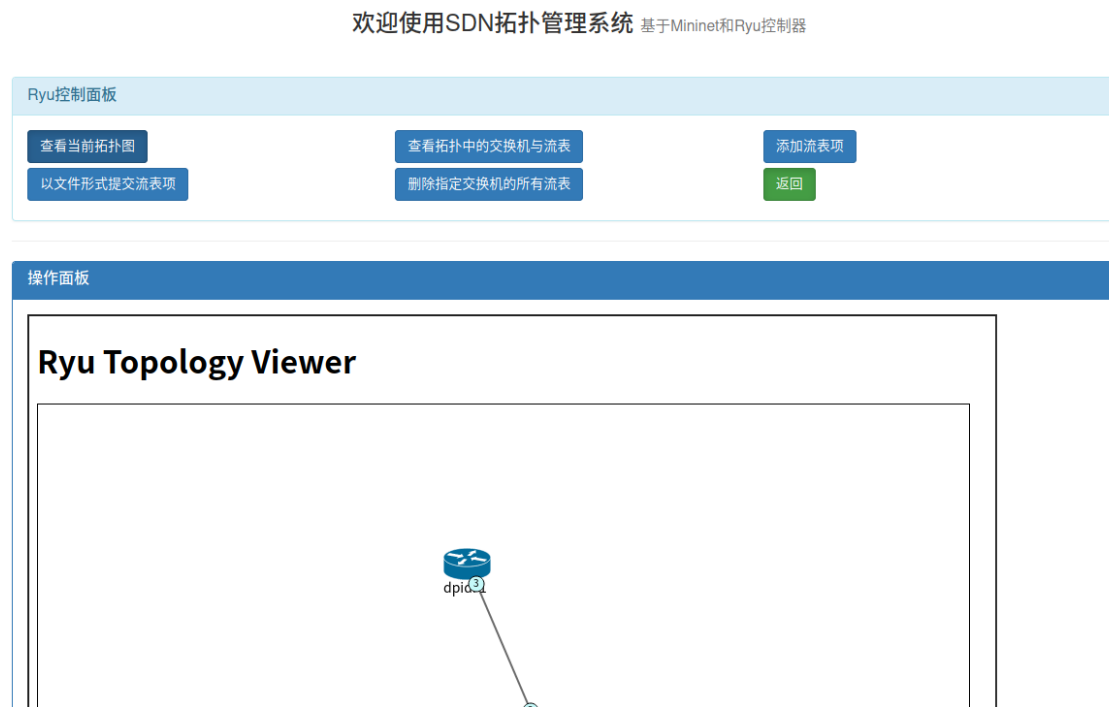 欢迎使用SDN拓扑管理系统 基于Mininet和Ryu控制器
Ryu控制面板
查看当前拓扑图 查看拓扑中的交换机与流表 添加流表项
以文件形式提交流表项 删除指定交换机的所有流表 返回
操作面板
Ryu Topology Viewer
3